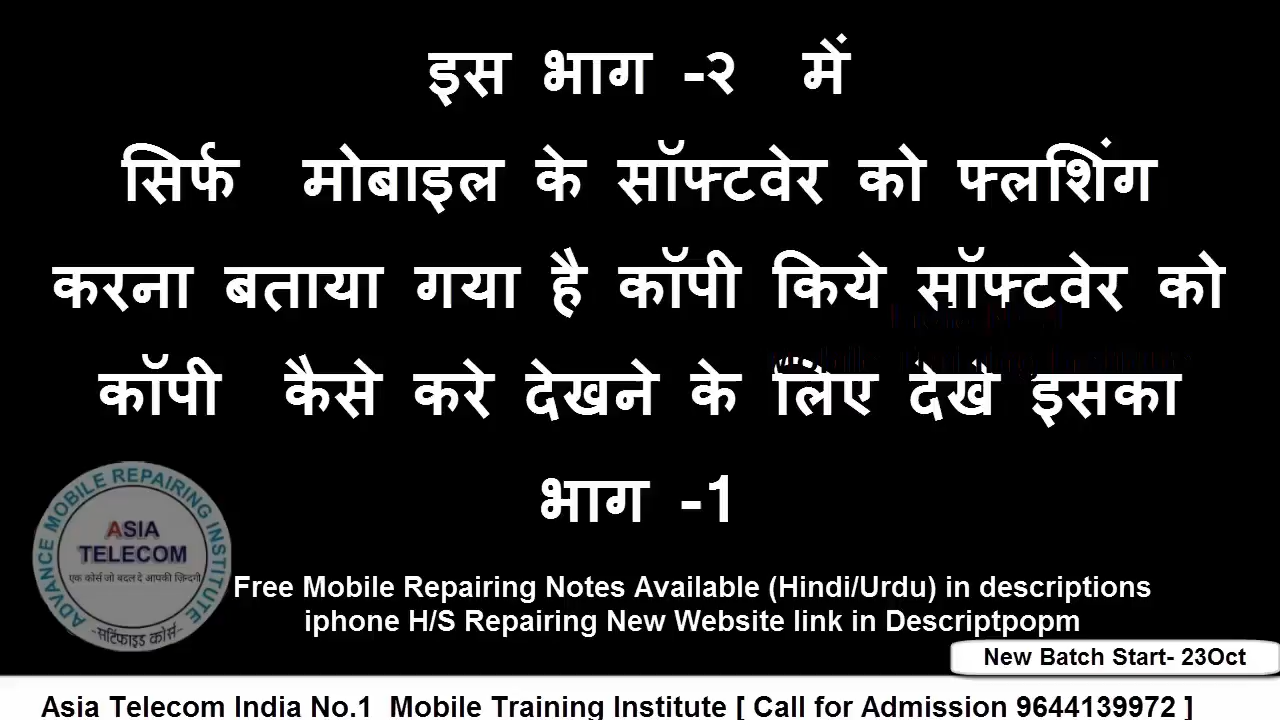 इस भाग -२ में
सिर्फ मोबाइल के सॉफ्टवेर को फ्लशिंग
करना बताया गया है कॉपी किये सॉफ्टवेर को
कॉपी कैसे करे देखने के लिए देखे इसका
भाग -1
ADVANCE MOBILE REPAIRING INSTITUTE
ASIA
TELECOM
एक कोर्स जो बदल दे आपकी ज़िन्दगी
-सर्टिफाइड कोर्स-
Free Mobile Repairing Notes Available (Hindi/Urdu) in descriptions
iphone H/S Repairing New Website link in Descriptpopm
New Batch Start- 23Oct
Asia Telecom India No.1 Mobile Training Institute [ Call for Admission 9644139972 ]